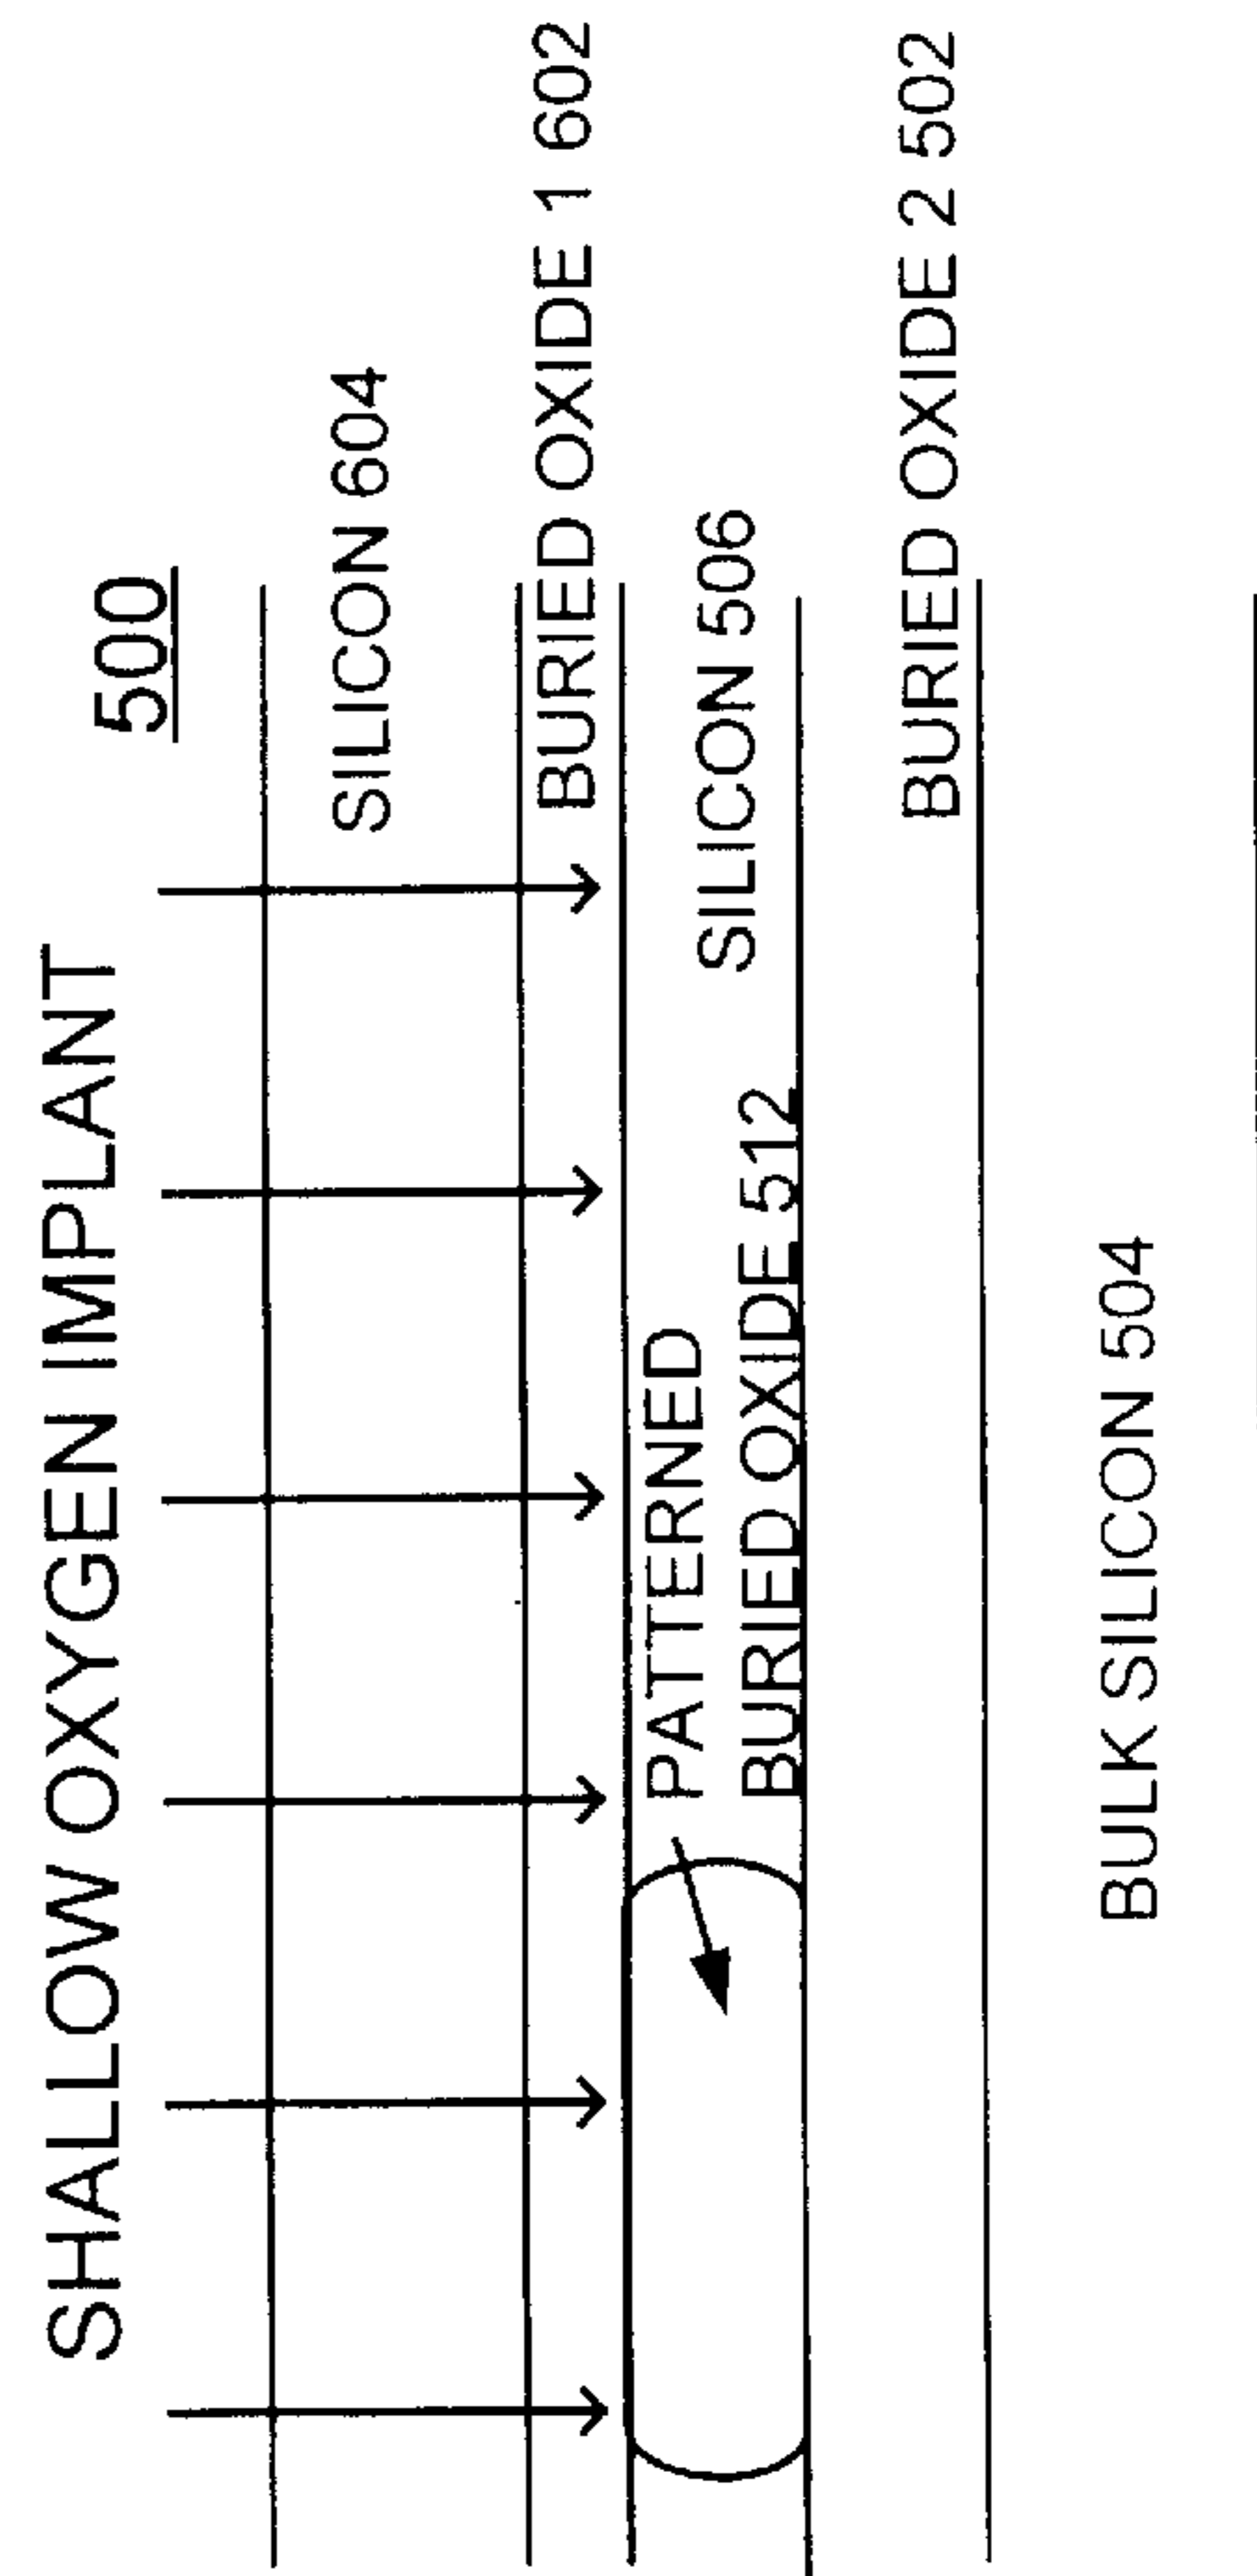 SHALLOW OXYGEN IMPLANT
500
SILICON 604
BURIED OXIDE 1 602
PATTERNED
BURIED OXIDE 512
SILICON 506
BURIED OXIDE 2 502
BULK SILICON 504